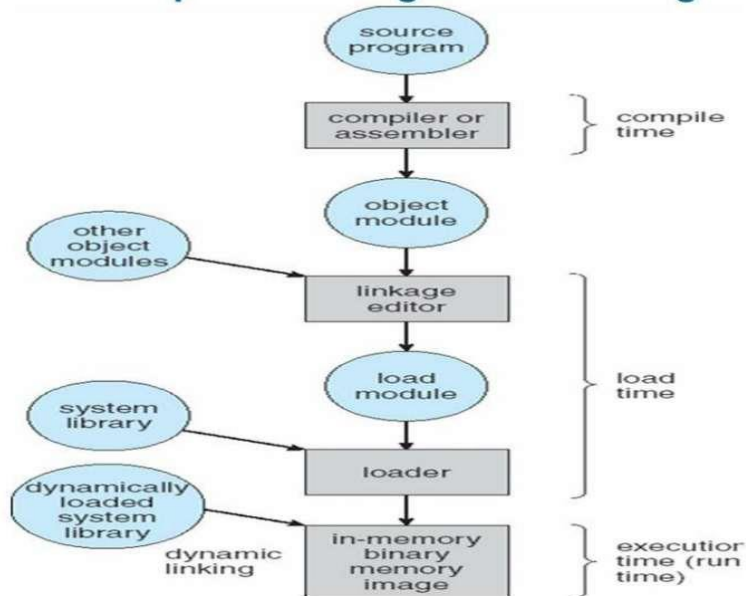 source
program
compiler or
assembler
compile
time
object
module
other
object
modules
linkage
editor
load
module
load
time
system
library
loader
dynamically
loaded
system
library
dynamic
linking
in-memory
binary
memory
image
execution
time (run
time)